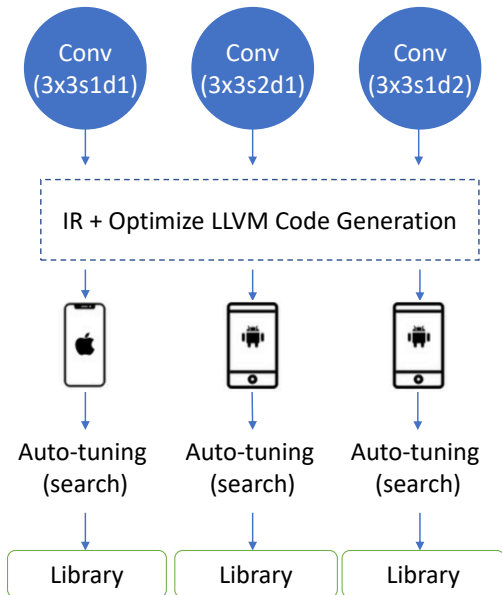 Conv
(3x3s1d1)
Conv
(3x3s2d1)
Conv
(3x3s1d2)
IR + Optimize LLVM Code Generation
Auto-tuning
(search)
Auto-tuning
(search)
Auto-tuning
(search)
Library
Library
Library